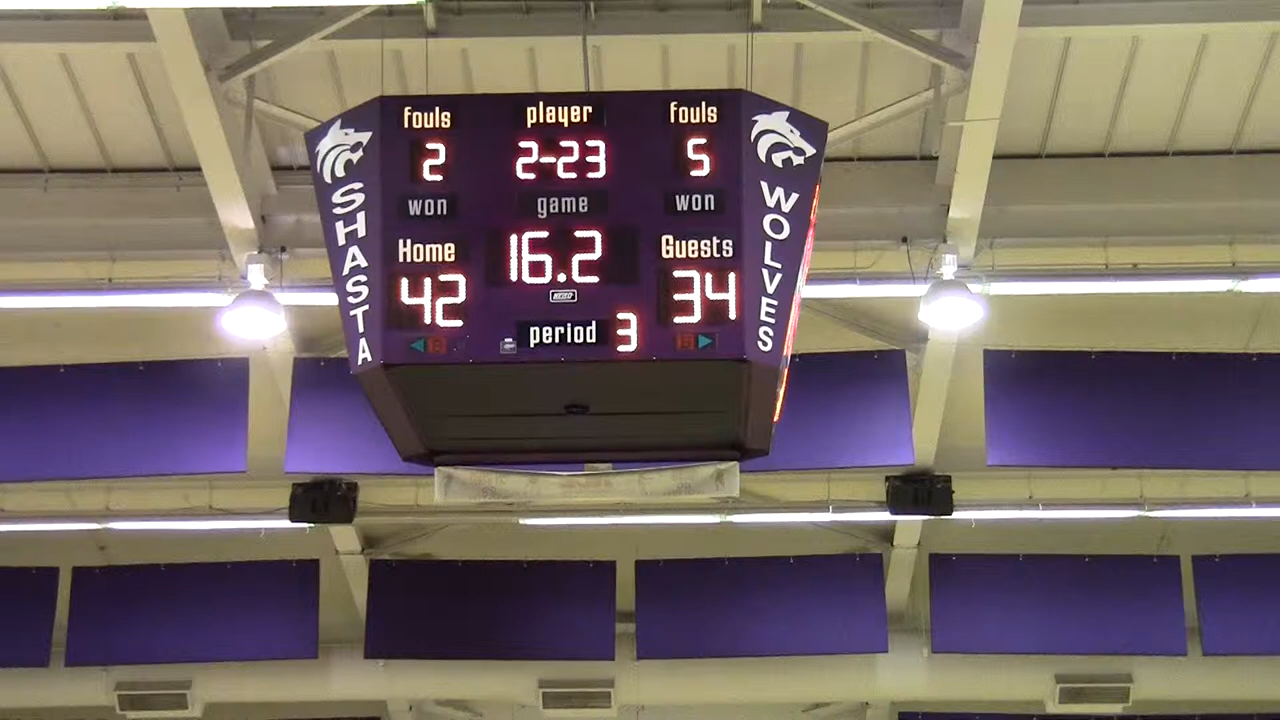 fouls player fouls
2 2-23 5
won game won
Home 16.2 Guests
42 34
period 3
SHASTA
WOLVES